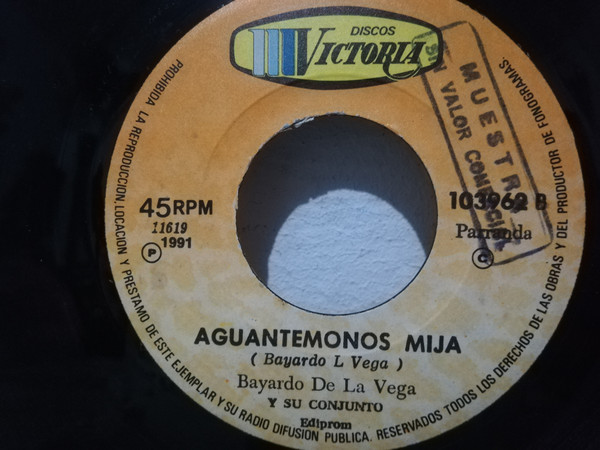 DISCOS
VICTORIA
MUESTRA
SIN VALOR COMERCIAL
45 RPM
11619
Ⓟ 1991
103962 B
Parranda
©
AGUANTEMONOS MIJA
( Bayardo L Vega )
Bayardo De La Vega
Y SU CONJUNTO
Ediprom
PROHIBIDA LA REPRODUCCION, LOCACION Y PRESTAMO DE ESTE EJEMPLAR Y SU RADIO DIFUSION PUBLICA. RESERVADOS TODOS LOS DERECHOS DE LAS OBRAS Y DEL PRODUCTOR DE FONOGRAMAS